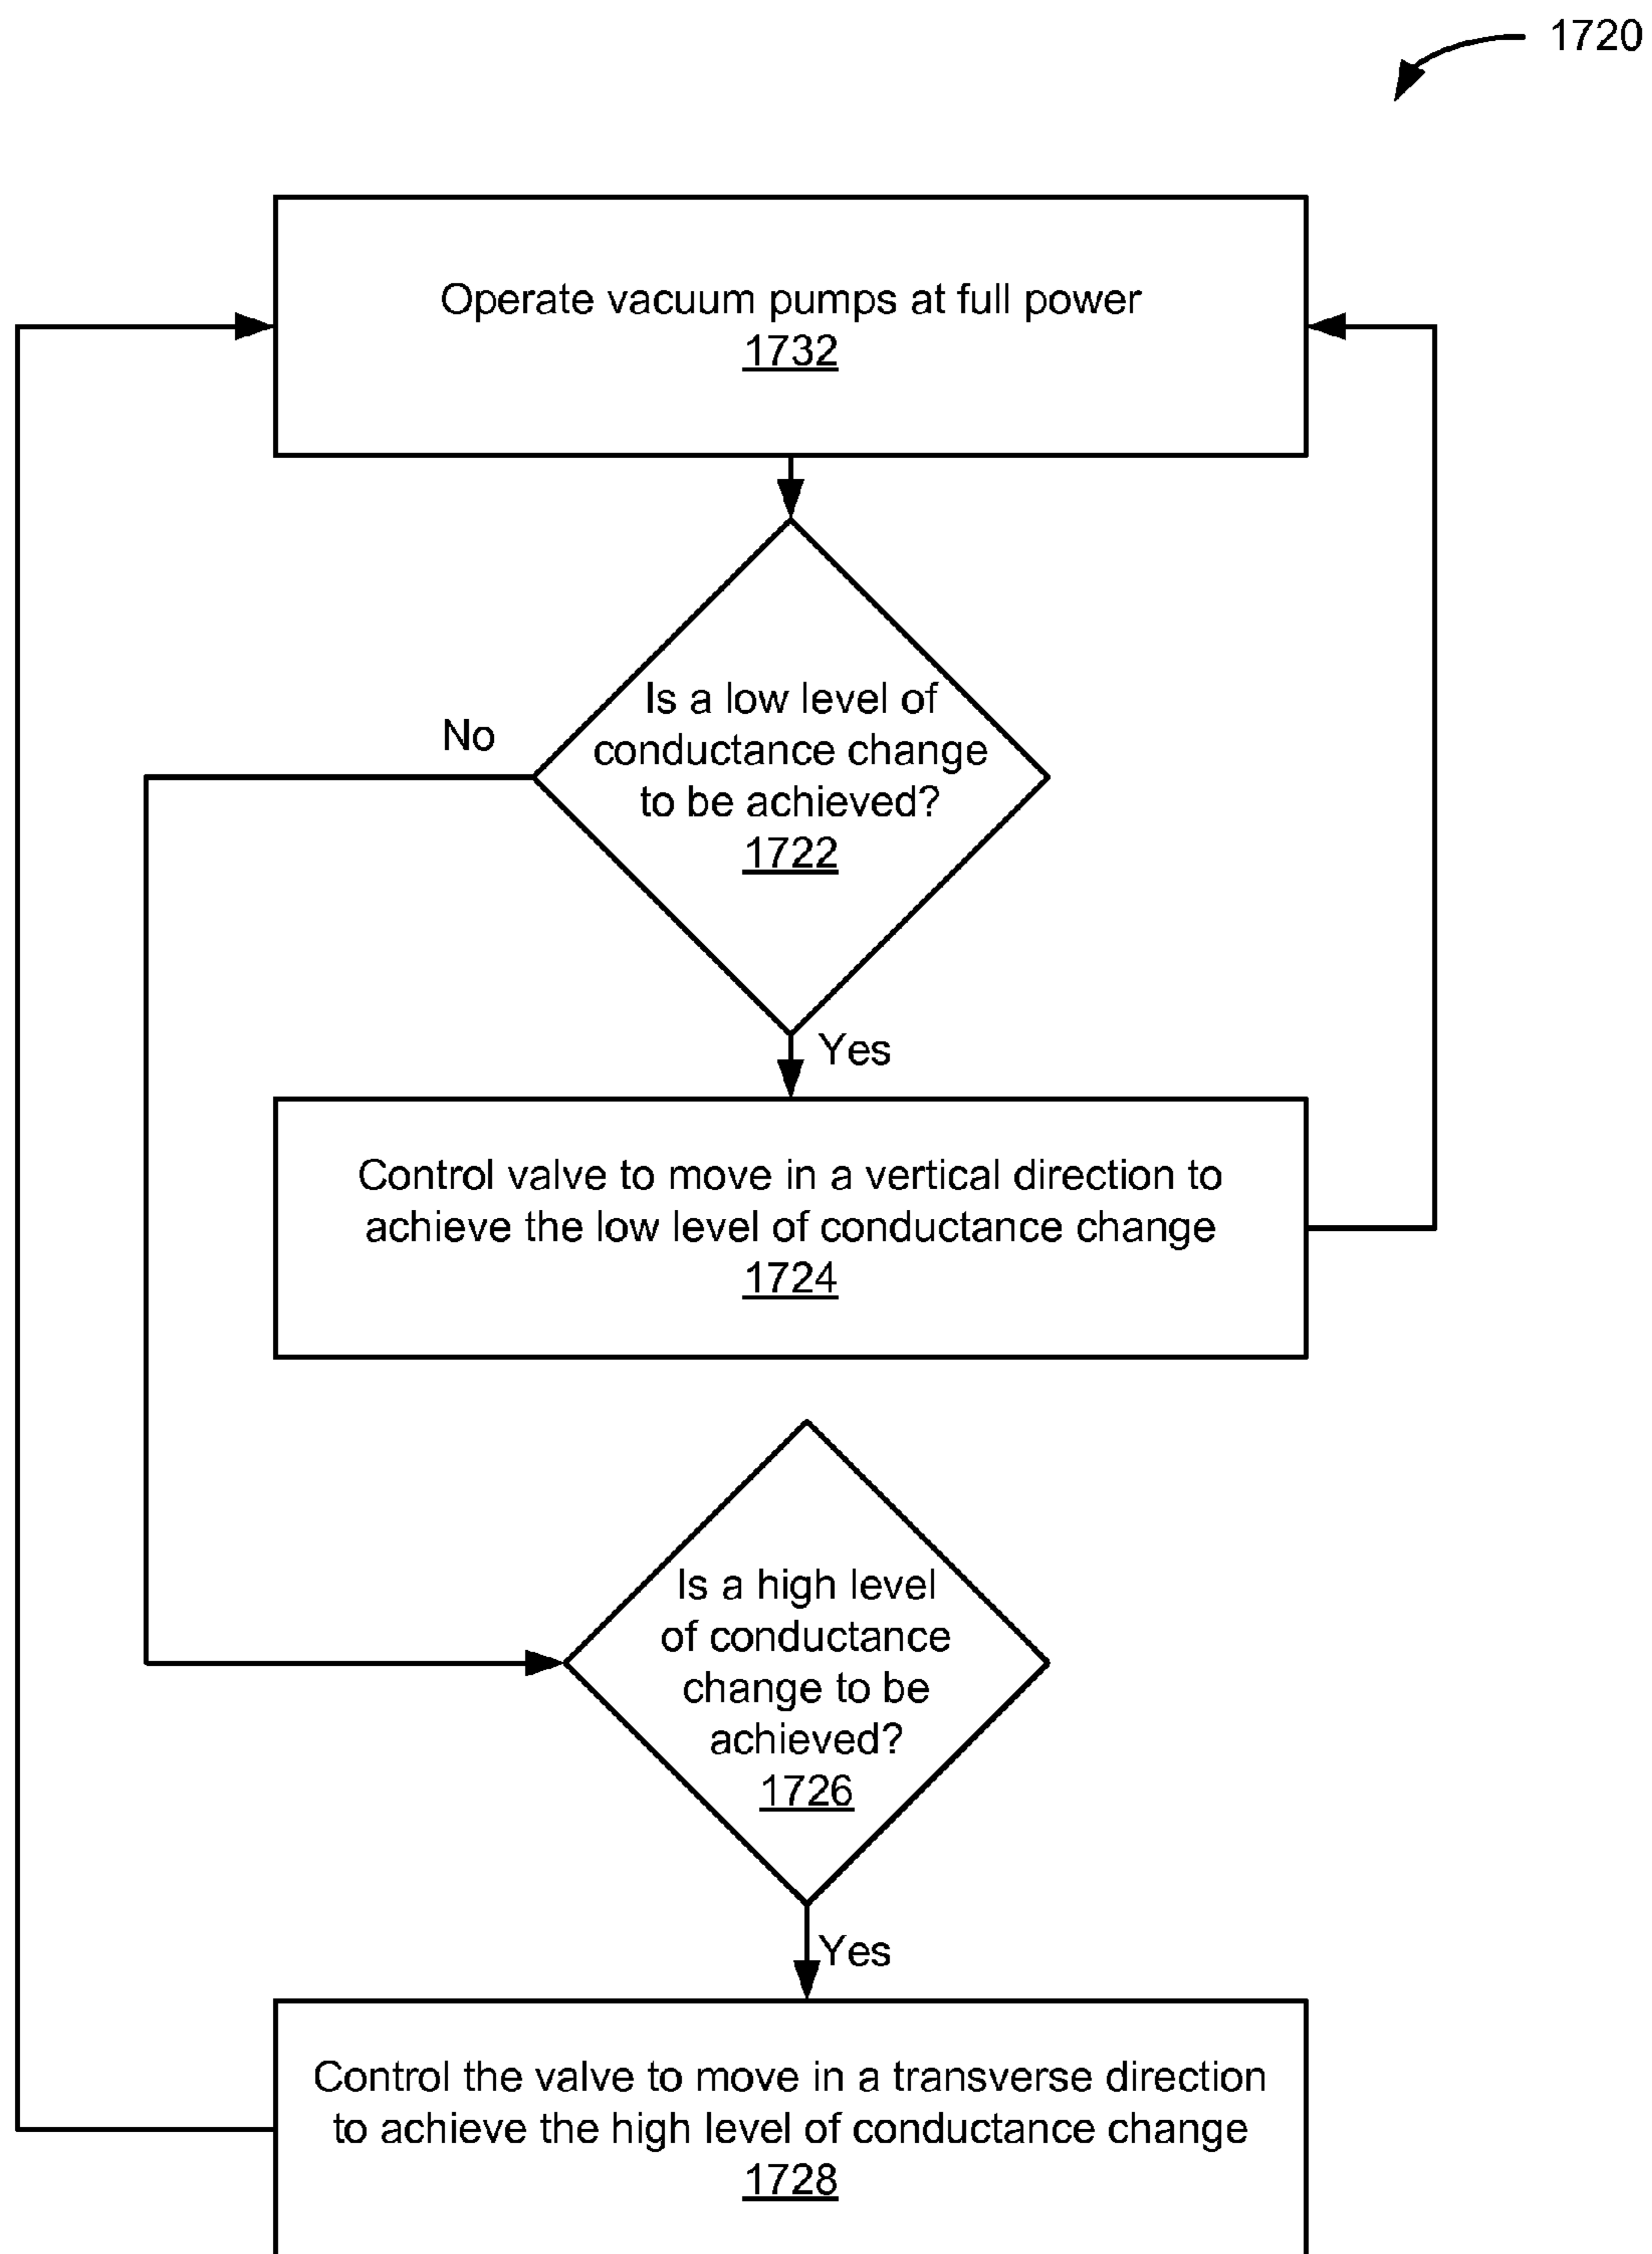 1720
Operate vacuum pumps at full power
1732
Is a low level of
conductance change
to be achieved?
1722
No
Yes
Control valve to move in a vertical direction to
achieve the low level of conductance change
1724
Is a high level
of conductance
change to be
achieved?
1726
Yes
Control the valve to move in a transverse direction
to achieve the high level of conductance change
1728